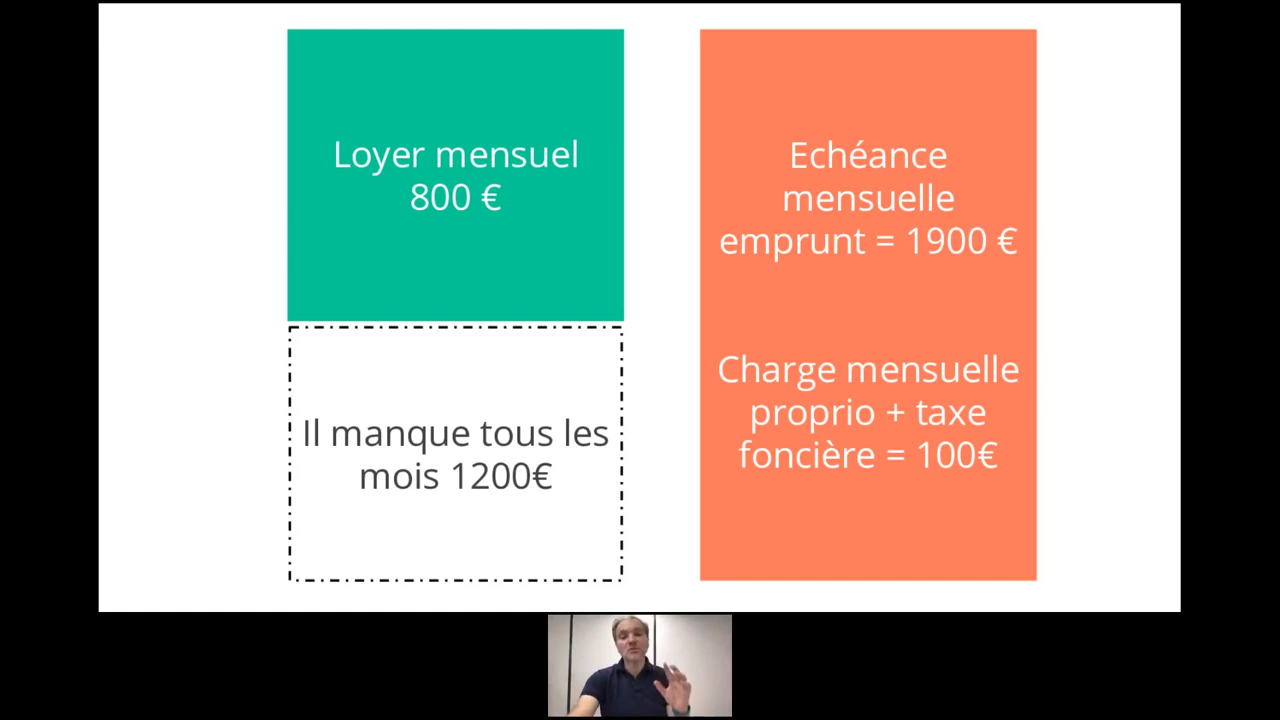 Loyer mensuel
800 €
Il manque tous les
mois 1200€
Echéance
mensuelle
emprunt = 1900 €
Charge mensuelle
proprio + taxe
foncière = 100€